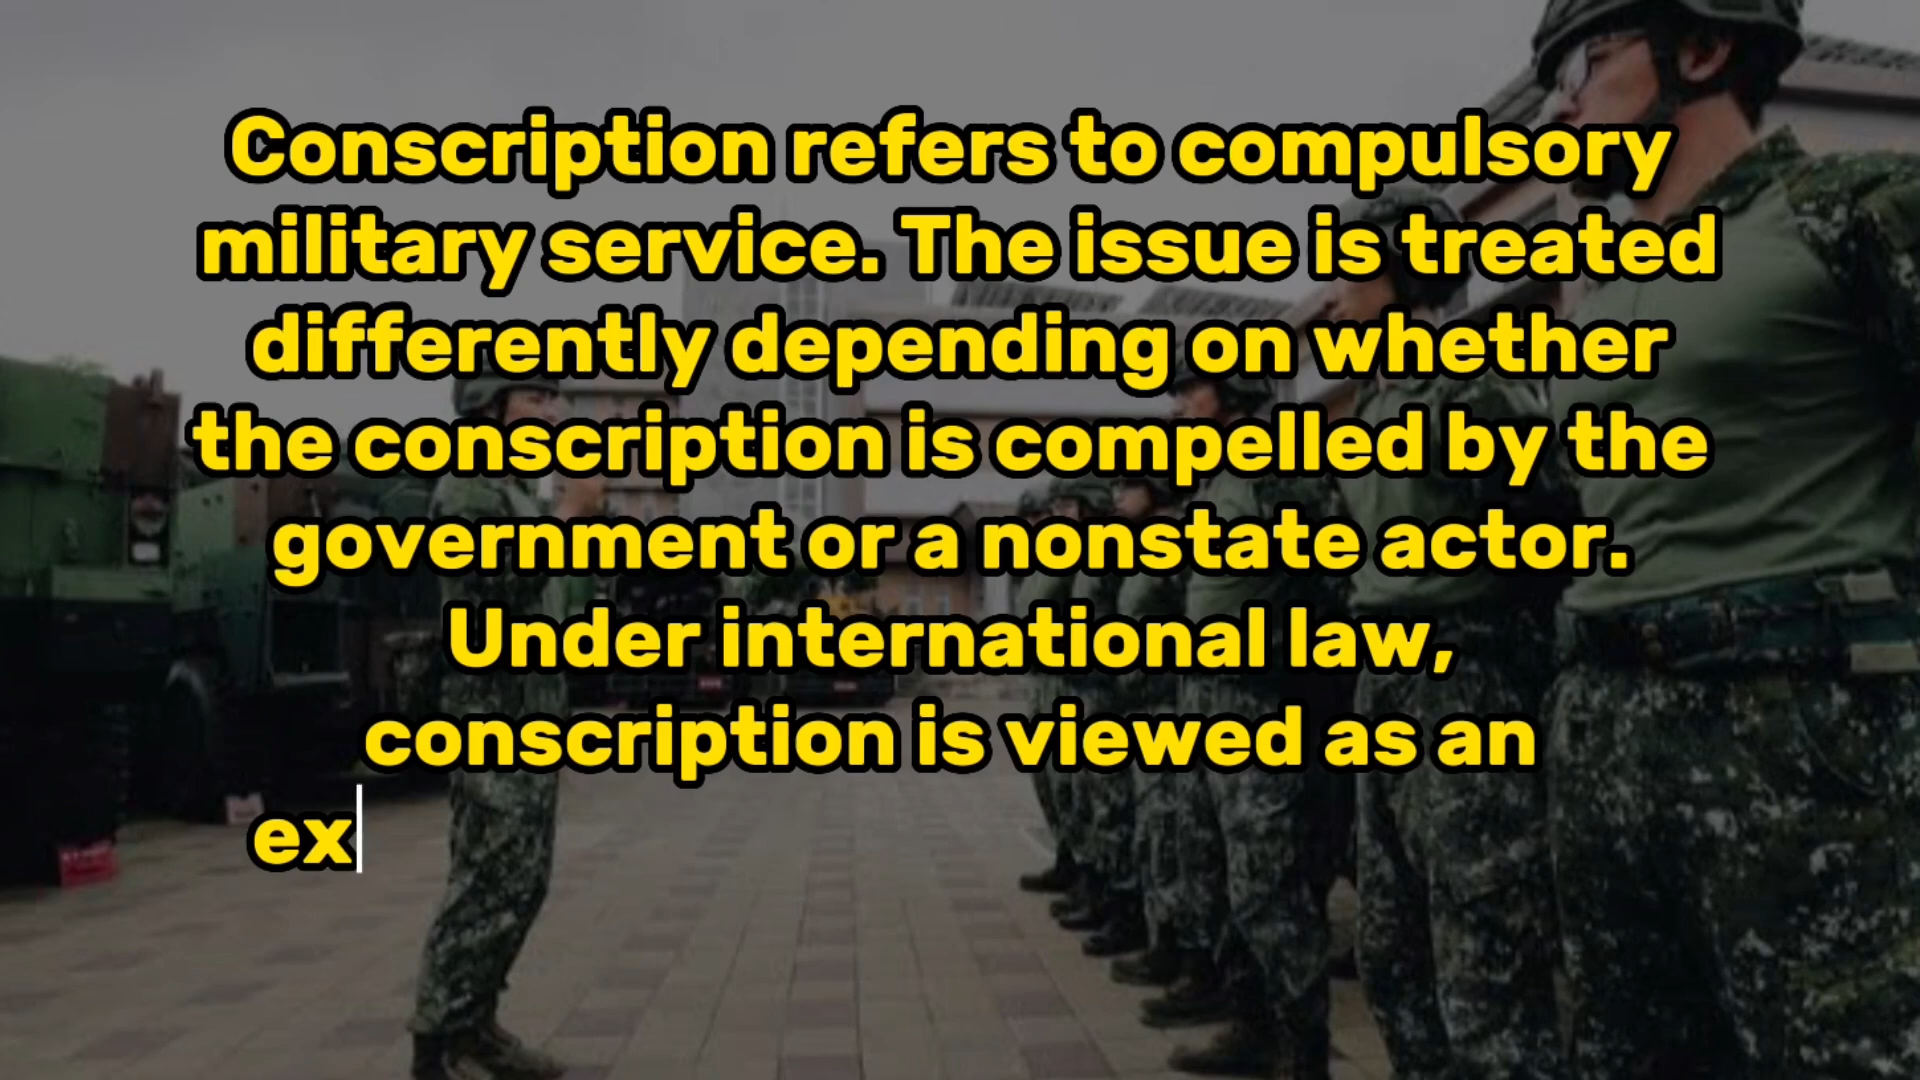 Conscription refers to compulsory
military service. The issue is treated
differently depending on whether
the conscription is compelled by the
government or a nonstate actor.
Under international law,
conscription is viewed as an
ex